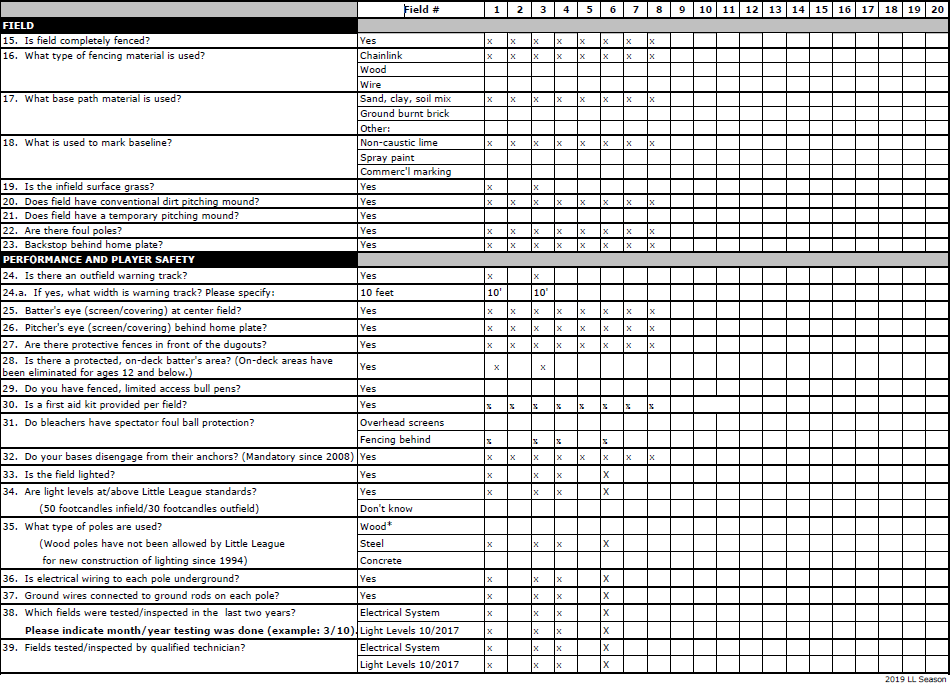 Field # 1 2 3 4 5 6 7 8 9 10 11 12 13 14 15 16 17 18 19 20
FIELD
15. Is field completely fenced? Yes x x x x x x x x
16. What type of fencing material is used? Chainlink x x x x x x x x
Wood
Wire
17. What base path material is used? Sand, clay, soil mix x x x x x x x x
Ground burnt brick
Other:
18. What is used to mark baseline? Non-caustic lime x x x x x x x x
Spray paint
Commerc'l marking
19. Is the infield surface grass? Yes x x
20. Does field have conventional dirt pitching mound? Yes x x x x x x x x
21. Does field have a temporary pitching mound? Yes
22. Are there foul poles? Yes x x x x x x x x
23. Backstop behind home plate? Yes x x x x x x x x
PERFORMANCE AND PLAYER SAFETY
24. Is there an outfield warning track? Yes x x
24.a. If yes, what width is warning track? Please specify: 10 feet 10' 10'
25. Batter's eye (screen/covering) at center field? Yes x x x x x x x x
26. Pitcher's eye (screen/covering) behind home plate? Yes x x x x x x x x
27. Are there protective fences in front of the dugouts? Yes x x x x x x x x
28. Is there a protected, on-deck batter's area? (On-deck areas have
been eliminated for ages 12 and below.) Yes x x
29. Do you have fenced, limited access bull pens? Yes
30. Is a first aid kit provided per field? Yes x x x x x x x x
31. Do bleachers have spectator foul ball protection? Overhead screens
Fencing behind x x x x
32. Do your bases disengage from their anchors? (Mandatory since 2008) Yes x x x x x x x x
33. Is the field lighted? Yes x x x X
34. Are light levels at/above Little League standards? Yes x x x X
(50 footcandles infield/30 footcandles outfield) Don't know
35. What type of poles are used? Wood*
(Wood poles have not been allowed by Little League Steel x x x X
for new construction of lighting since 1994) Concrete
36. Is electrical wiring to each pole underground? Yes x x x X
37. Ground wires connected to ground rods on each pole? Yes x x x X
38. Which fields were tested/inspected in the last two years? Electrical System x x x X
Please indicate month/year testing was done (example: 3/10). Light Levels 10/2017 x x x X
39. Fields tested/inspected by qualified technician? Electrical System x x x X
Light Levels 10/2017 x x x X
2019 LL Season